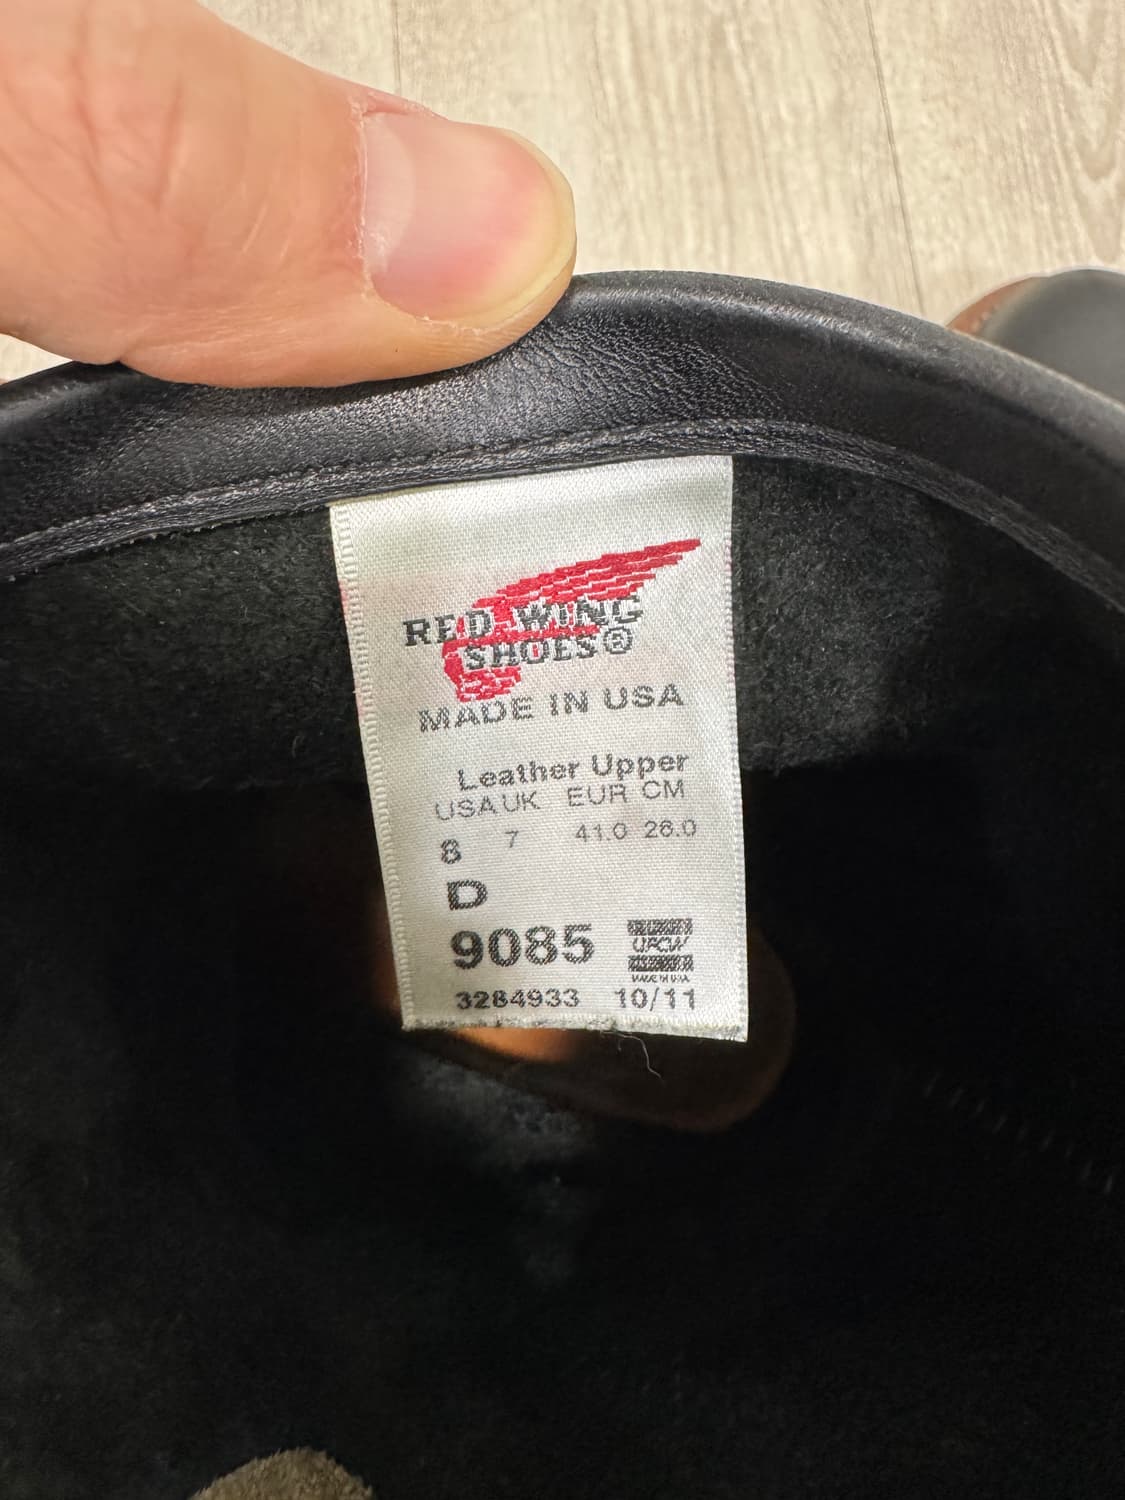 RED WING
SHOES®
MADE IN USA
Leather Upper
USA UK EUR CM
8 7 41.0 26.0
D
9085
UFCW
3284933 10/11